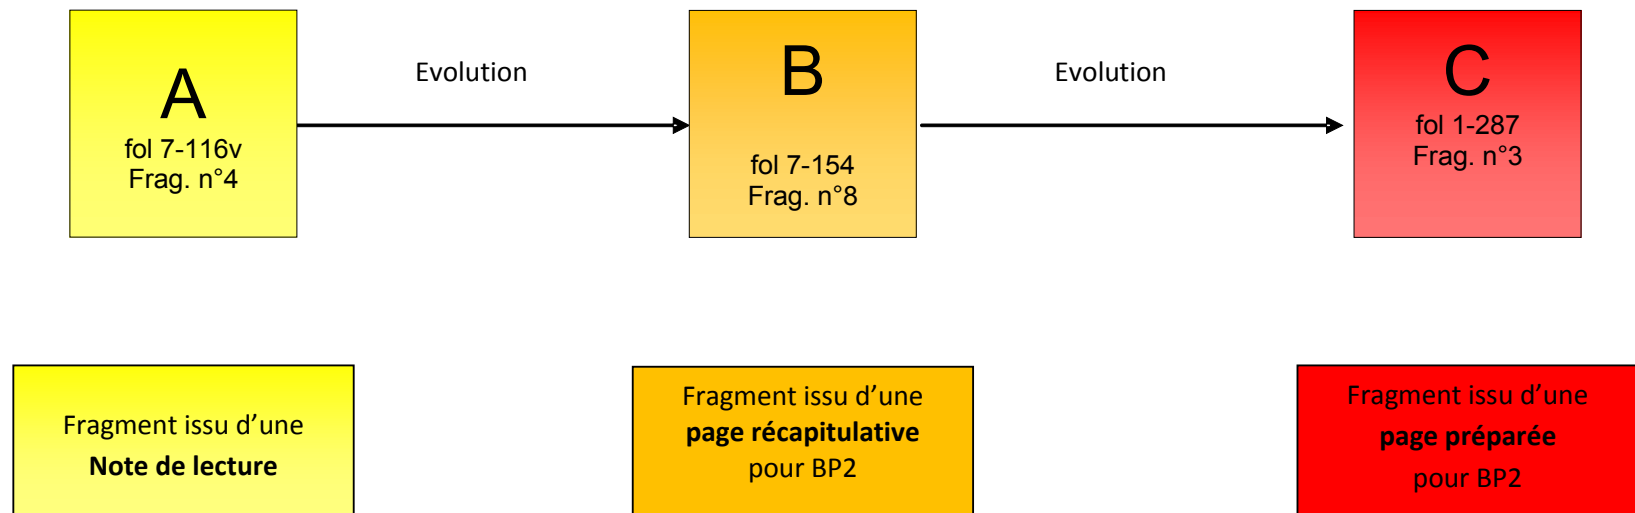 A
fol 7-116v
Frag. n°4
Evolution
B
fol 7-154
Frag. n°8
Evolution
C
fol 1-287
Frag. n°3
Fragment issu d’une
Note de lecture
Fragment issu d’une
page récapitulative
pour BP2
Fragment issu d’une
page préparée
pour BP2